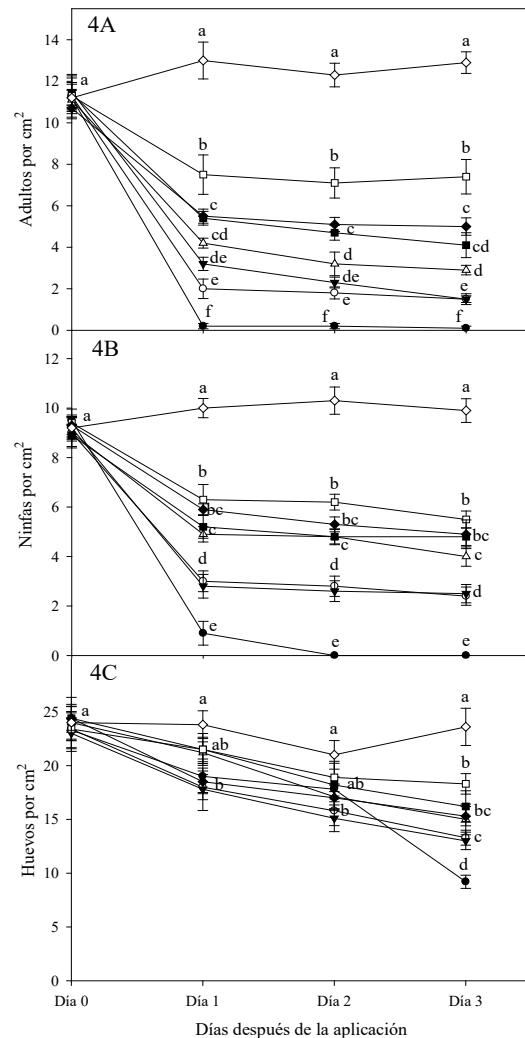 4A
14
12
10
8
6
4
2
0
Adultos por cm²
a
a
a
a
b
b
b
c
c
c
cd
cd
d
d
de
de
e
e
e
f
f
f
4B
12
10
8
6
4
2
0
Ninfas por cm²
a
a
a
a
b
b
b
bc
bc
bc
c
c
c
d
d
d
e
e
e
4C
25
20
15
10
5
0
Huevos por cm²
a
a
a
a
ab
ab
b
b
b
bc
c
d
Día 0 Día 1 Día 2 Día 3
Días después de la aplicación